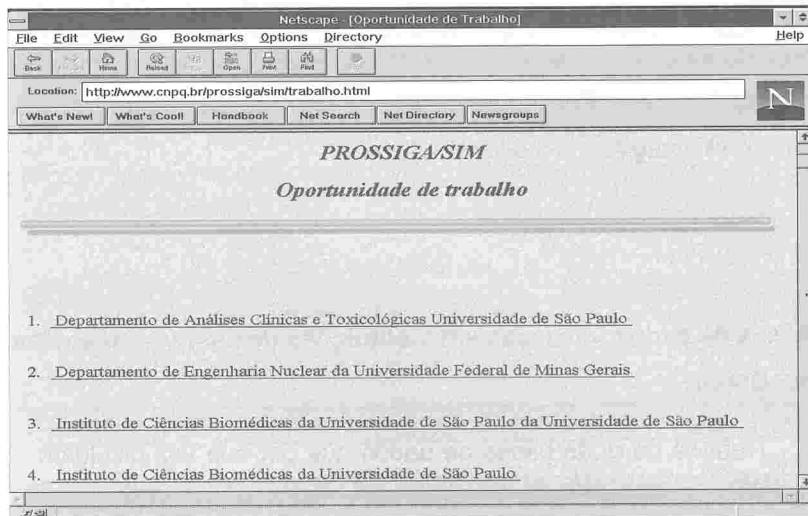 Netscape - [Oportunidade de Trabalho]
File Edit View Go Bookmarks Options Directory Help
Back Home Reload Open Print Find
Location: http://www.cnpq.br/prossiga/sim/trabalho.html
N
What's New! What's Cool! Handbook Net Search Net Directory Newsgroups
PROSSIGA/SIM
Oportunidade de trabalho
1. Departamento de Análises Clínicas e Toxicológicas Universidade de São Paulo
2. Departamento de Engenharia Nuclear da Universidade Federal de Minas Gerais
3. Instituto de Ciências Biomédicas da Universidade de São Paulo da Universidade de São Paulo
4. Instituto de Ciências Biomédicas da Universidade de São Paulo